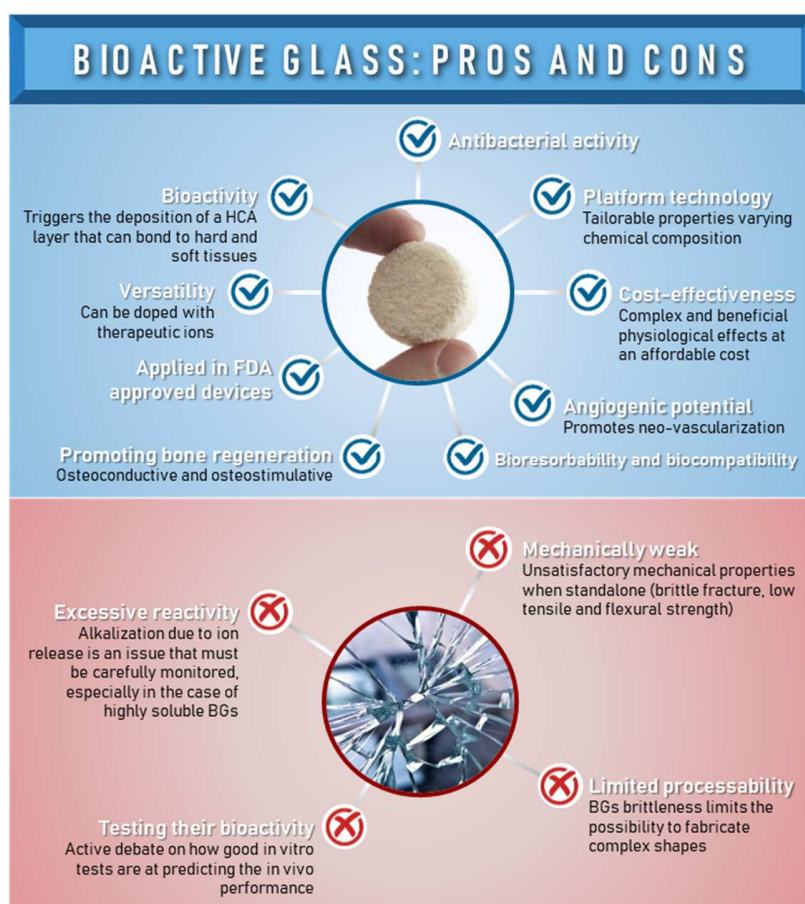 BIOACTIVE GLASS: PROS AND CONS
Antibacterial activity
Bioactivity
Triggers the deposition of a HCA
layer that can bond to hard and
soft tissues
Platform technology
Tailorable properties varying
chemical composition
Versatility
Can be doped with
therapeutic ions
Cost-effectiveness
Complex and beneficial
physiological effects at
an affordable cost
Applied in FDA
approved devices
Angiogenic potential
Promotes neo-vascularization
Promoting bone regeneration
Osteoconductive and osteostimulative
Bioresorbability and biocompatibility
Mechanically weak
Unsatisfactory mechanical properties
when standalone (brittle fracture, low
tensile and flexural strength)
Excessive reactivity
Alkalization due to ion
release is an issue that must
be carefully monitored,
especially in the case of
highly soluble BGs
Limited processability
BGs brittleness limits the
possibility to fabricate
complex shapes
Testing their bioactivity
Active debate on how good in vitro
tests are at predicting the in vivo
performance